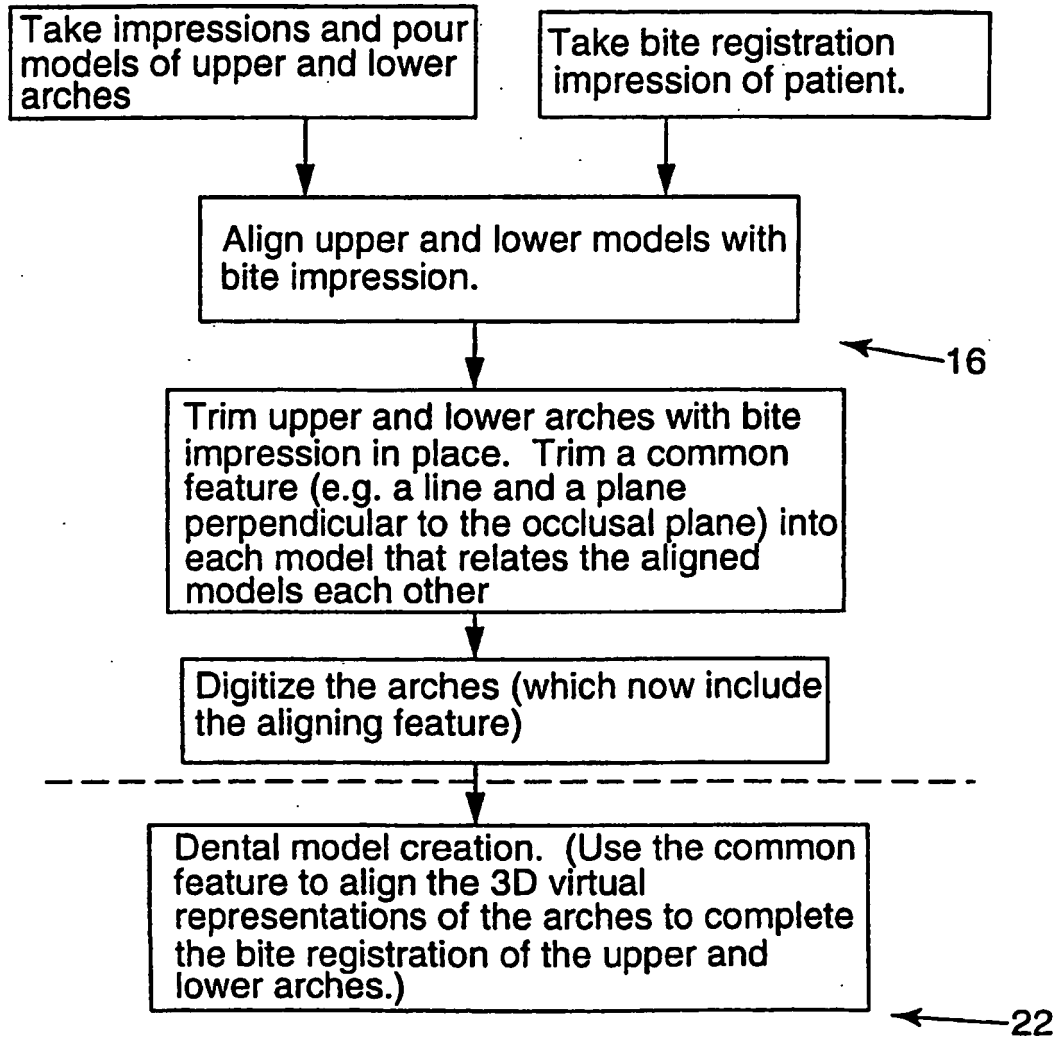 Take impressions and pour
models of upper and lower
arches
Take bite registration
impression of patient.
Align upper and lower models with
bite impression.
16
Trim upper and lower arches with bite
impression in place. Trim a common
feature (e.g. a line and a plane
perpendicular to the occlusal plane) into
each model that relates the aligned
models each other
Digitize the arches (which now include
the aligning feature)
Dental model creation. (Use the common
feature to align the 3D virtual
representations of the arches to complete
the bite registration of the upper and
lower arches.)
22